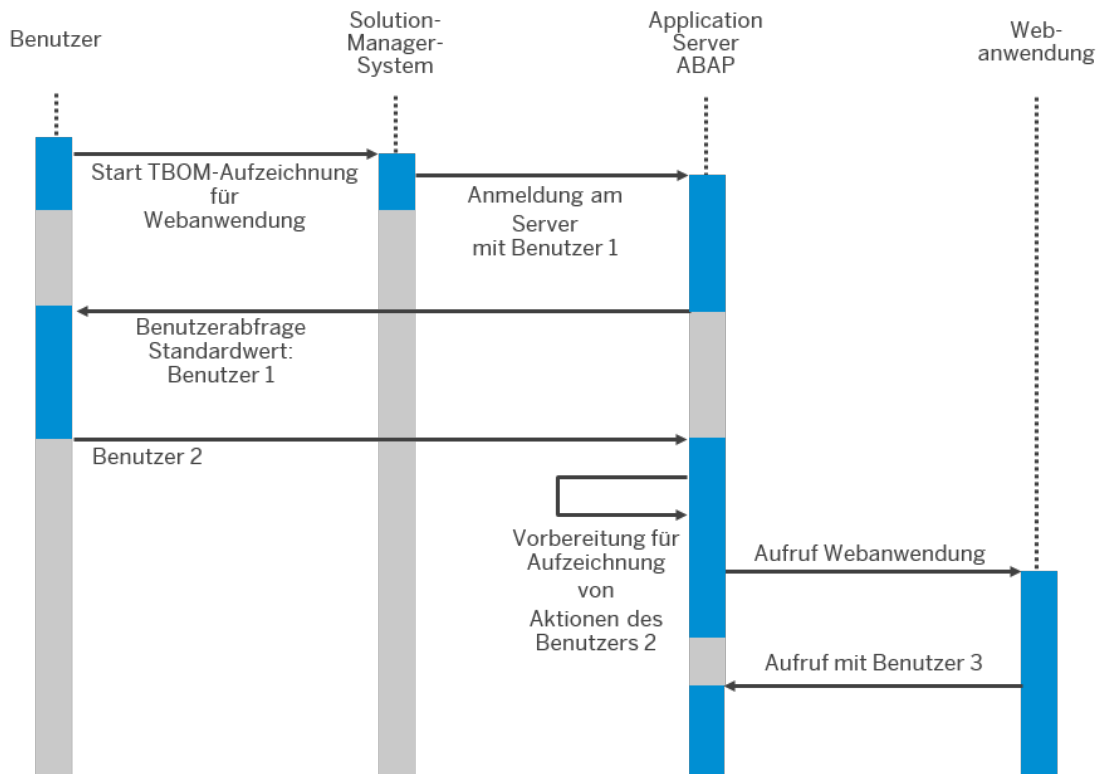 Benutzer
Solution-
Manager-
System
Application
Server
ABAP
Web-
anwendung
Start TBOM-Aufzeichnung
für
Webanwendung
Anmeldung am
Server
mit Benutzer 1
Benutzerabfrage
Standardwert:
Benutzer 1
Benutzer 2
Vorbereitung für
Aufzeichnung
von
Aktionen des
Benutzers 2
Aufruf Webanwendung
Aufruf mit Benutzer 3